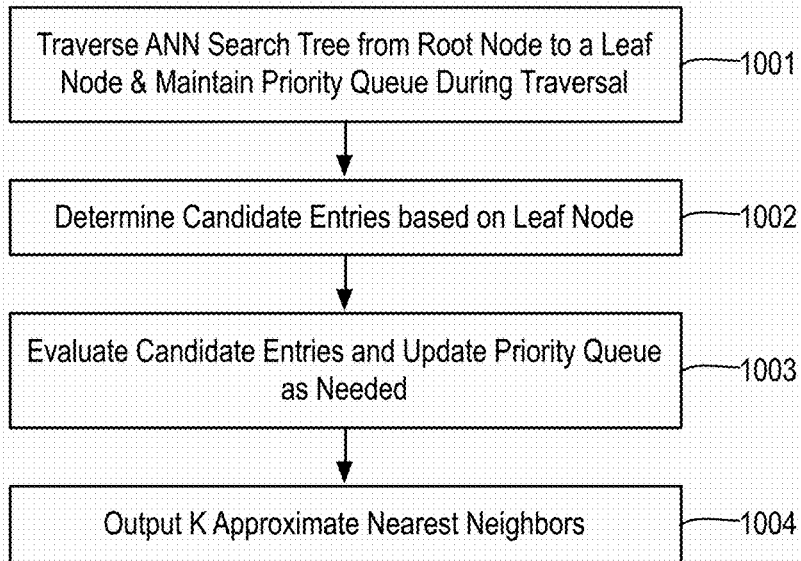 Traverse ANN Search Tree from Root Node to a Leaf
Node & Maintain Priority Queue During Traversal
1001
Determine Candidate Entries based on Leaf Node
1002
Evaluate Candidate Entries and Update Priority Queue
as Needed
1003
Output K Approximate Nearest Neighbors
1004